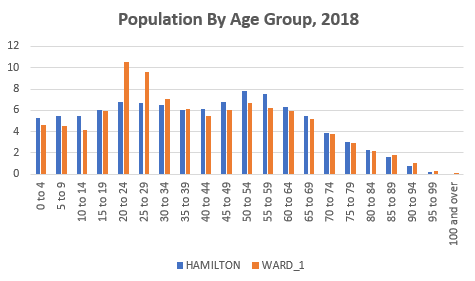 Population By Age Group, 2018
12
10
8
6
4
2
0
0 to 4
5 to 9
10 to 14
15 to 19
20 to 24
25 to 29
30 to 34
35 to 39
40 to 44
45 to 49
50 to 54
55 to 59
60 to 64
65 to 69
70 to 74
75 to 79
80 to 84
85 to 89
90 to 94
95 to 99
100 and over
HAMILTON WARD_1